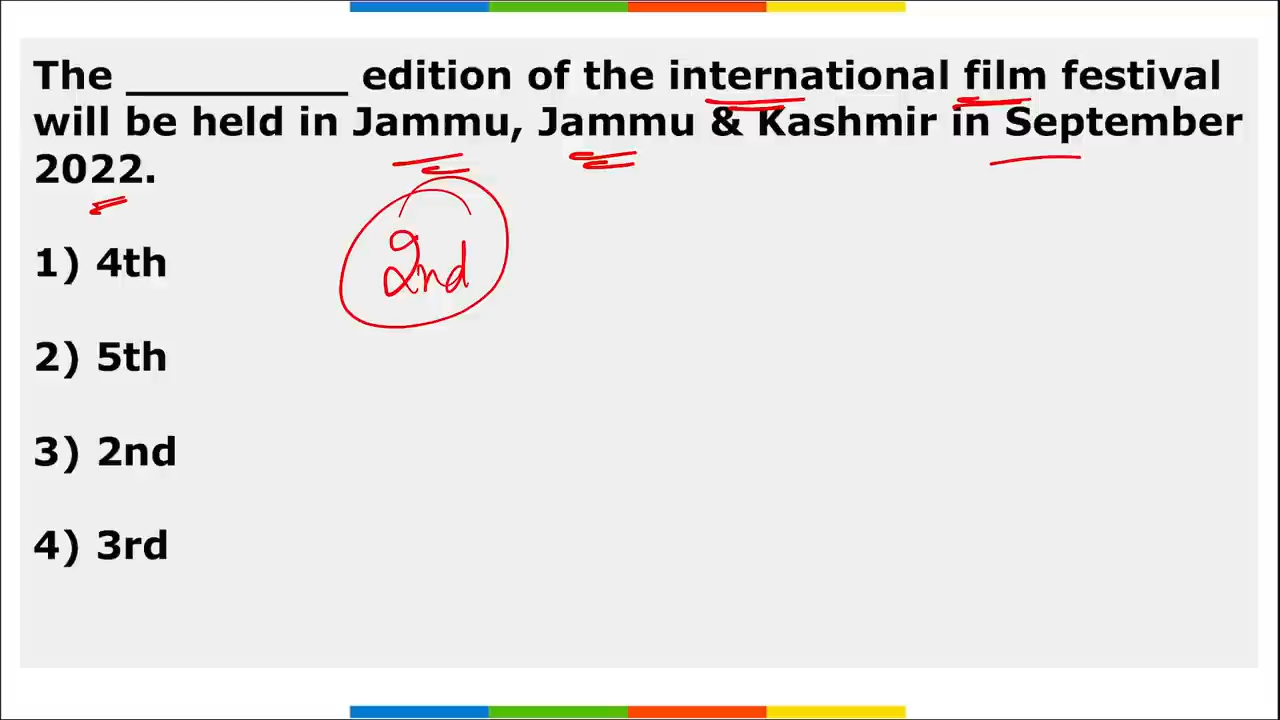 The ___________ edition of the international film festival
will be held in Jammu, Jammu & Kashmir in September
2022.
1) 4th
2nd
2) 5th
3) 2nd
4) 3rd